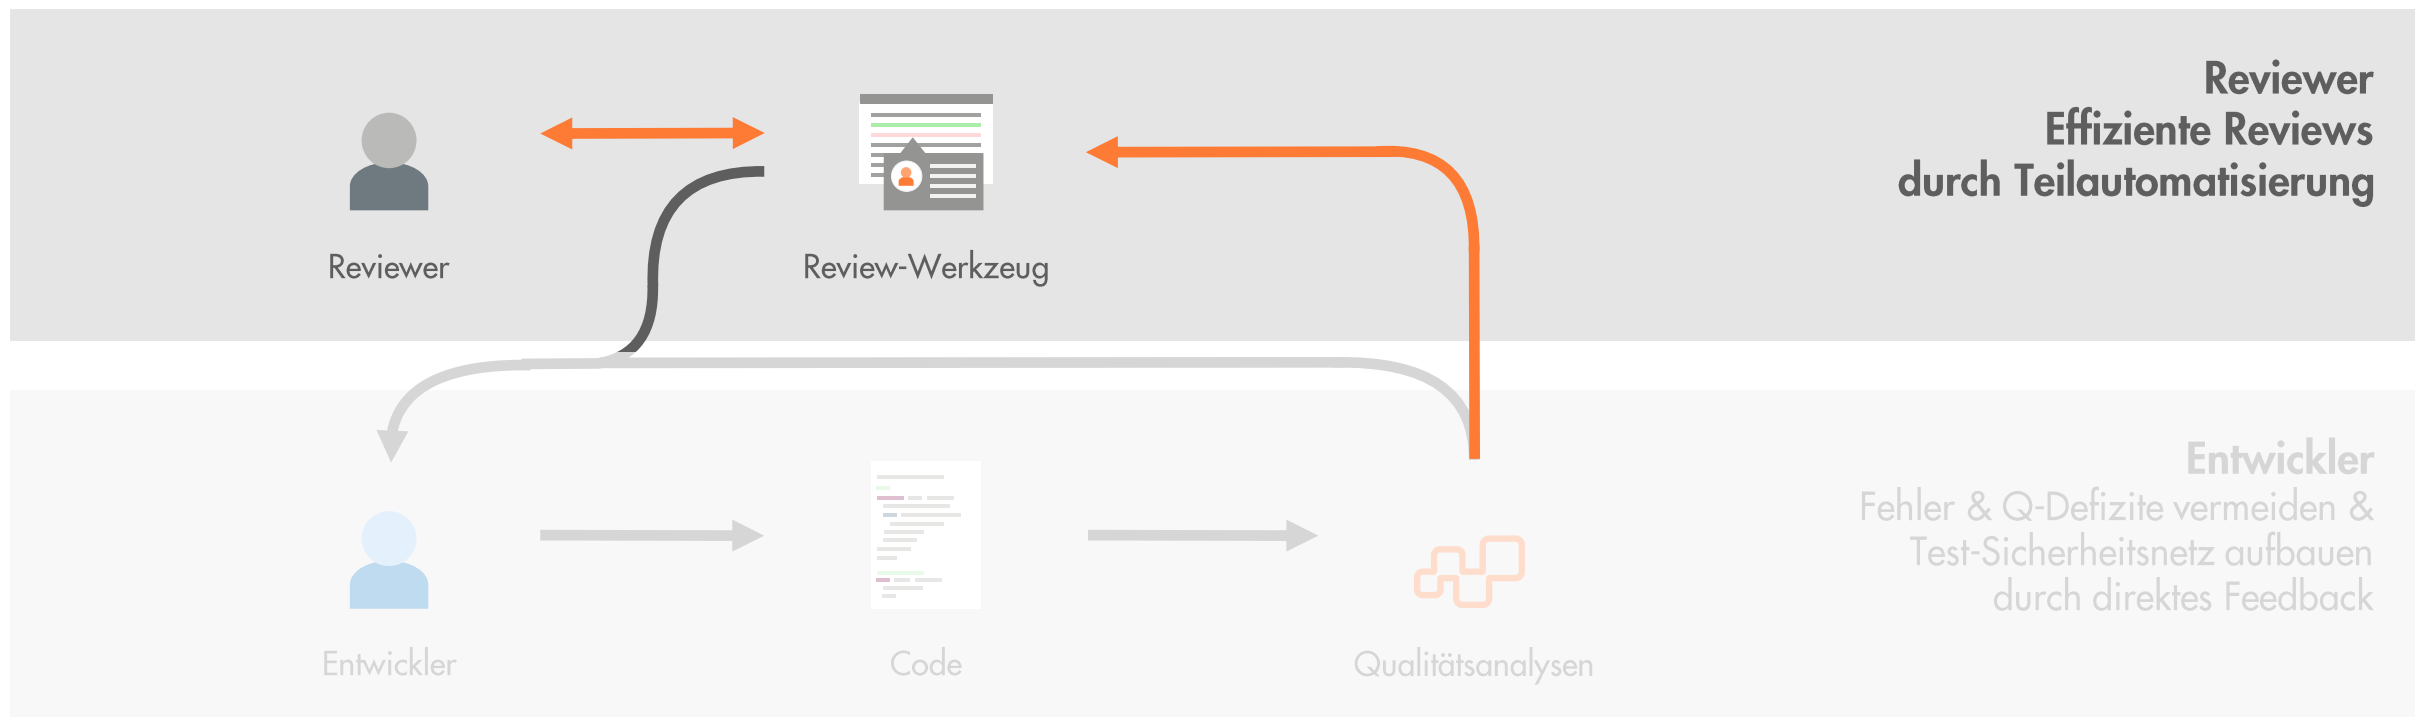 Reviewer
Effiziente Reviews
durch Teilautomatisierung
Reviewer
Review-Werkzeug
Entwickler
Fehler & Q-Defizite vermeiden &
Test-Sicherheitsnetz aufbauen
durch direktes Feedback
Entwickler
Code
Qualitätsanalysen